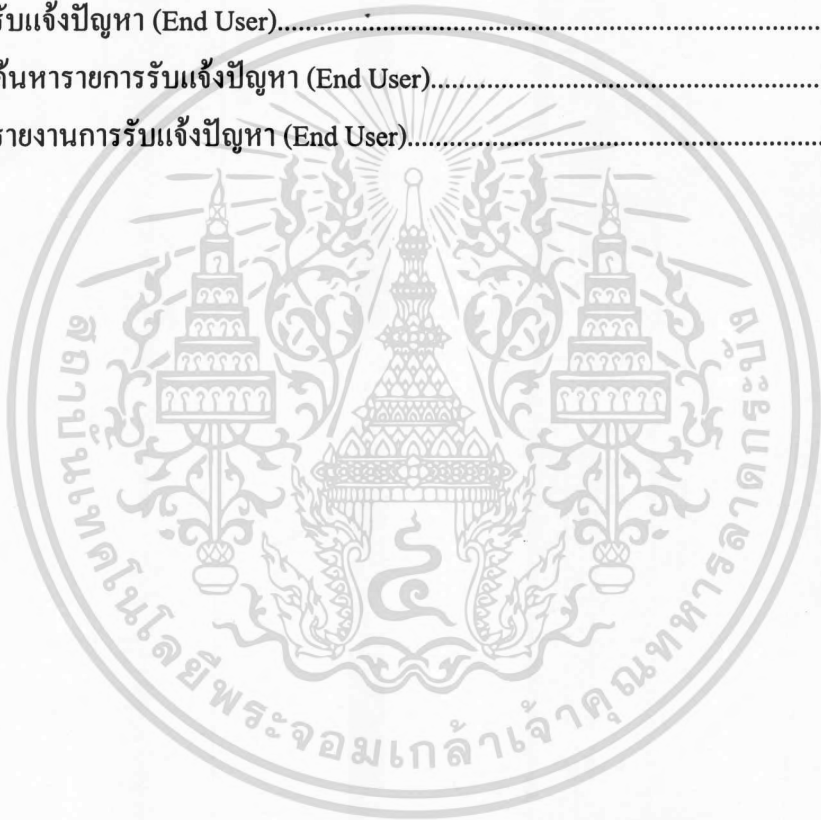 รับแจ้งปัญหา (End User)....................................................................................
ค้นหารายการรับแจ้งปัญหา (End User)............................................................
รายงานการรับแจ้งปัญหา (End User)................................................................
สถาบันเทคโนโลยีพระจอมเกล้าเจ้าคุณทหารลาดกระบัง
๔